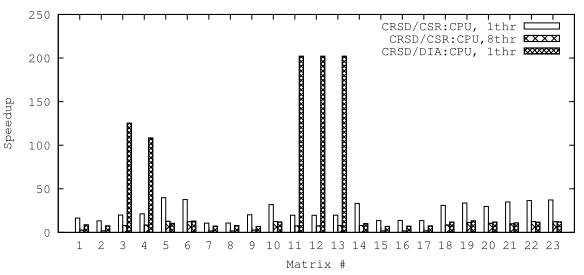 250
200
150
100
50
0
Speedup
CRSD/CSR:CPU, 1thr
CRSD/CSR:CPU,8thr
CRSD/DIA:CPU, 1thr
1 2 3 4 5 6 7 8 9 10 11 12 13 14 15 16 17 18 19 20 21 22 23
Matrix #